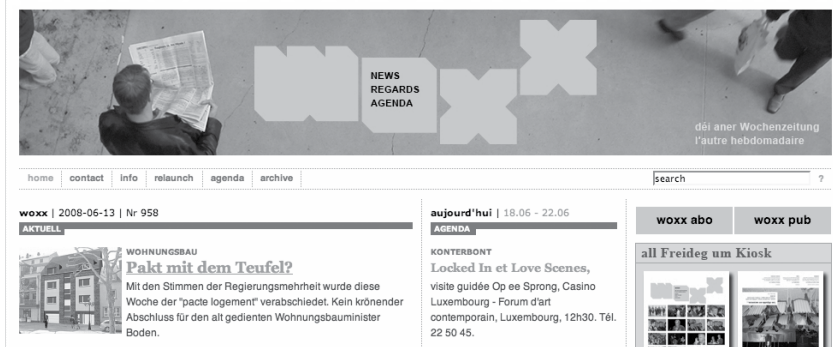 woxx
NEWS
REGARDS
AGENDA
déi aner Wochenzeitung
l'autre hebdomadaire
home
contact
info
relaunch
agenda
archive
search
?
woxx | 2008-06-13 | Nr 958
AKTUELL
WOHNUNGSBAU
Pakt mit dem Teufel?
Mit den Stimmen der Regierungsmehrheit wurde diese
Woche der "pacte logement" verabschiedet. Kein krönender
Abschluss für den alt gedienten Wohnungsbauminister
Boden.
aujourd'hui | 18.06 - 22.06
AGENDA
KONTERBONT
Locked In et Love Scenes,
visite guidée Op ee Sprong, Casino
Luxembourg - Forum d'art
contemporain, Luxembourg, 12h30. Tél.
22 50 45.
woxx abo
woxx pub
all Freideg um Kiosk